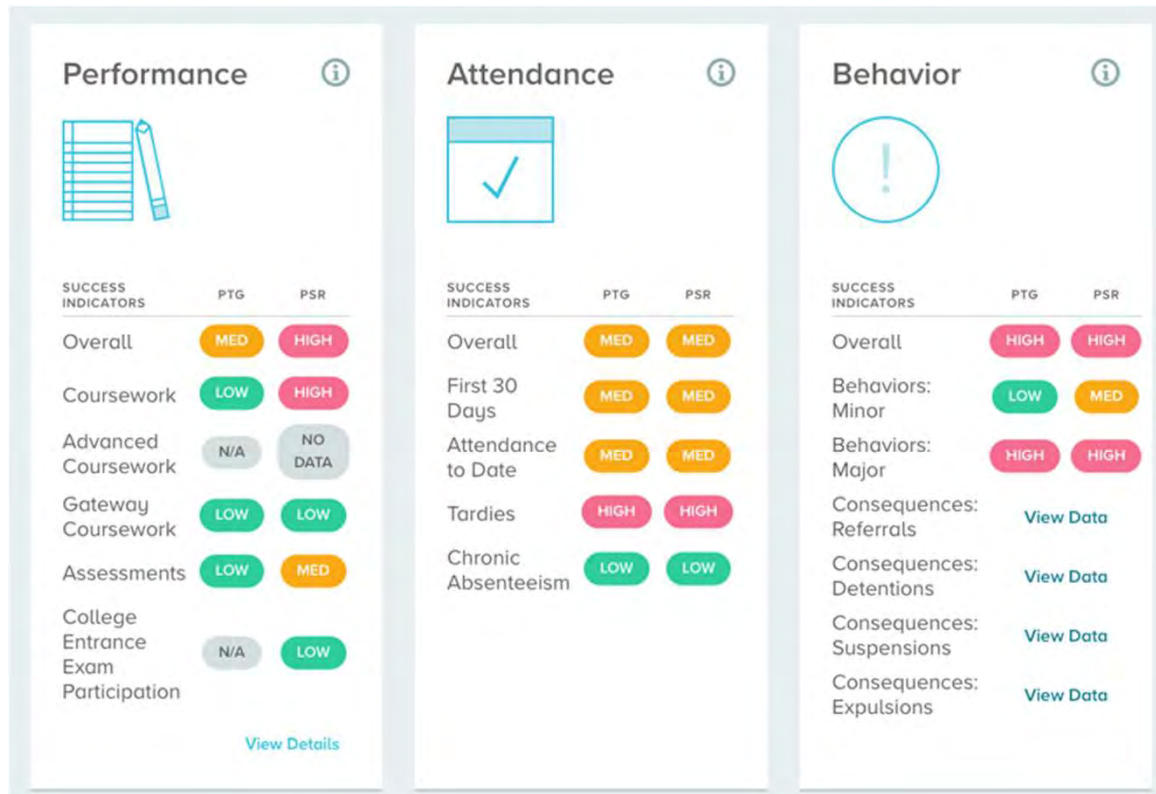 Performance
SUCCESS
INDICATORS PTG PSR
Overall MED HIGH
Coursework LOW HIGH
Advanced
Coursework N/A NO
DATA
Gateway
Coursework LOW LOW
Assessments LOW MED
College
Entrance
Exam
Participation N/A LOW
View Details
Attendance
SUCCESS
INDICATORS PTG PSR
Overall MED MED
First 30
Days MED MED
Attendance
to Date MED MED
Tardies HIGH HIGH
Chronic
Absenteeism LOW LOW
Behavior
SUCCESS
INDICATORS PTG PSR
Overall HIGH HIGH
Behaviors:
Minor LOW MED
Behaviors:
Major HIGH HIGH
Consequences:
Referrals View Data
Consequences:
Detentions View Data
Consequences:
Suspensions View Data
Consequences:
Expulsions View Data